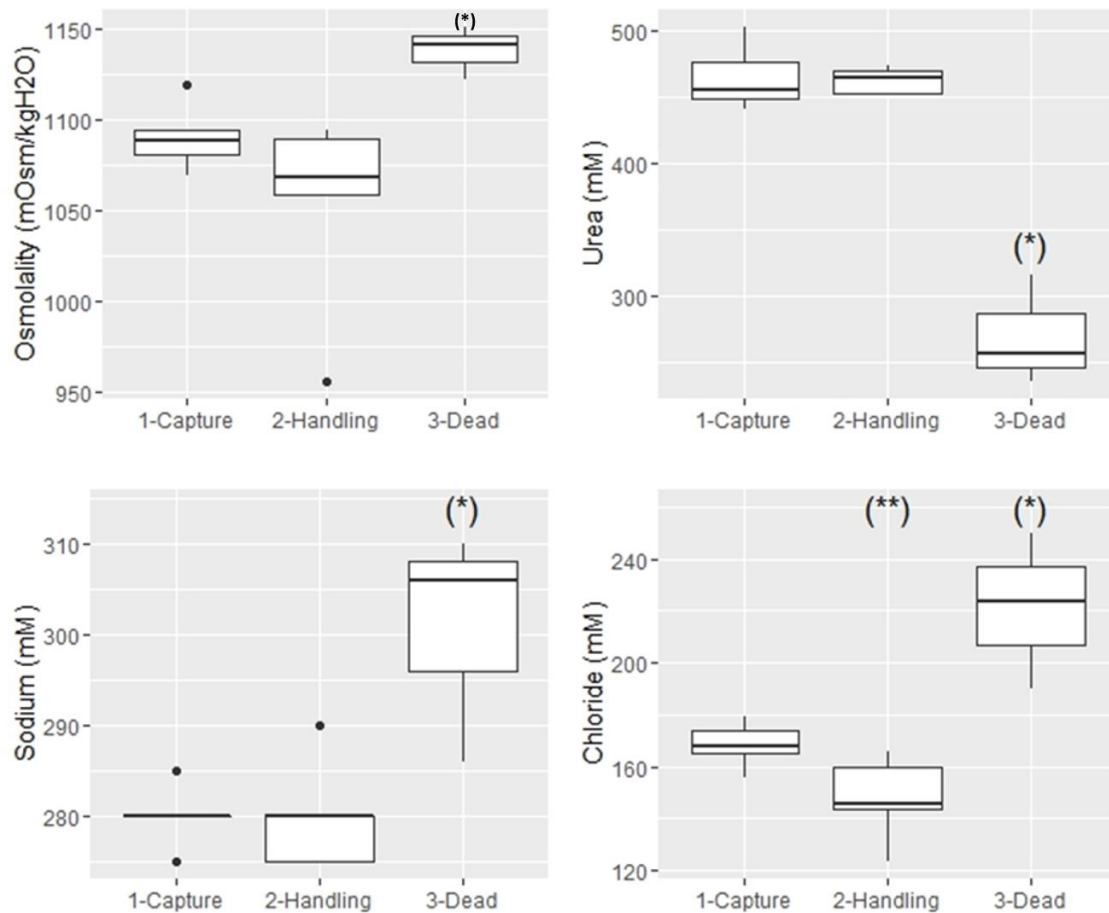 Osmolality (mOsm/kgH2O)
1150
1100
1050
1000
950
(*)
1-Capture 2-Handling 3-Dead
Urea (mM)
500
400
300
(*)
1-Capture 2-Handling 3-Dead
Sodium (mM)
310
300
290
280
(*)
1-Capture 2-Handling 3-Dead
Chloride (mM)
240
200
160
120
(**) (*)
1-Capture 2-Handling 3-Dead